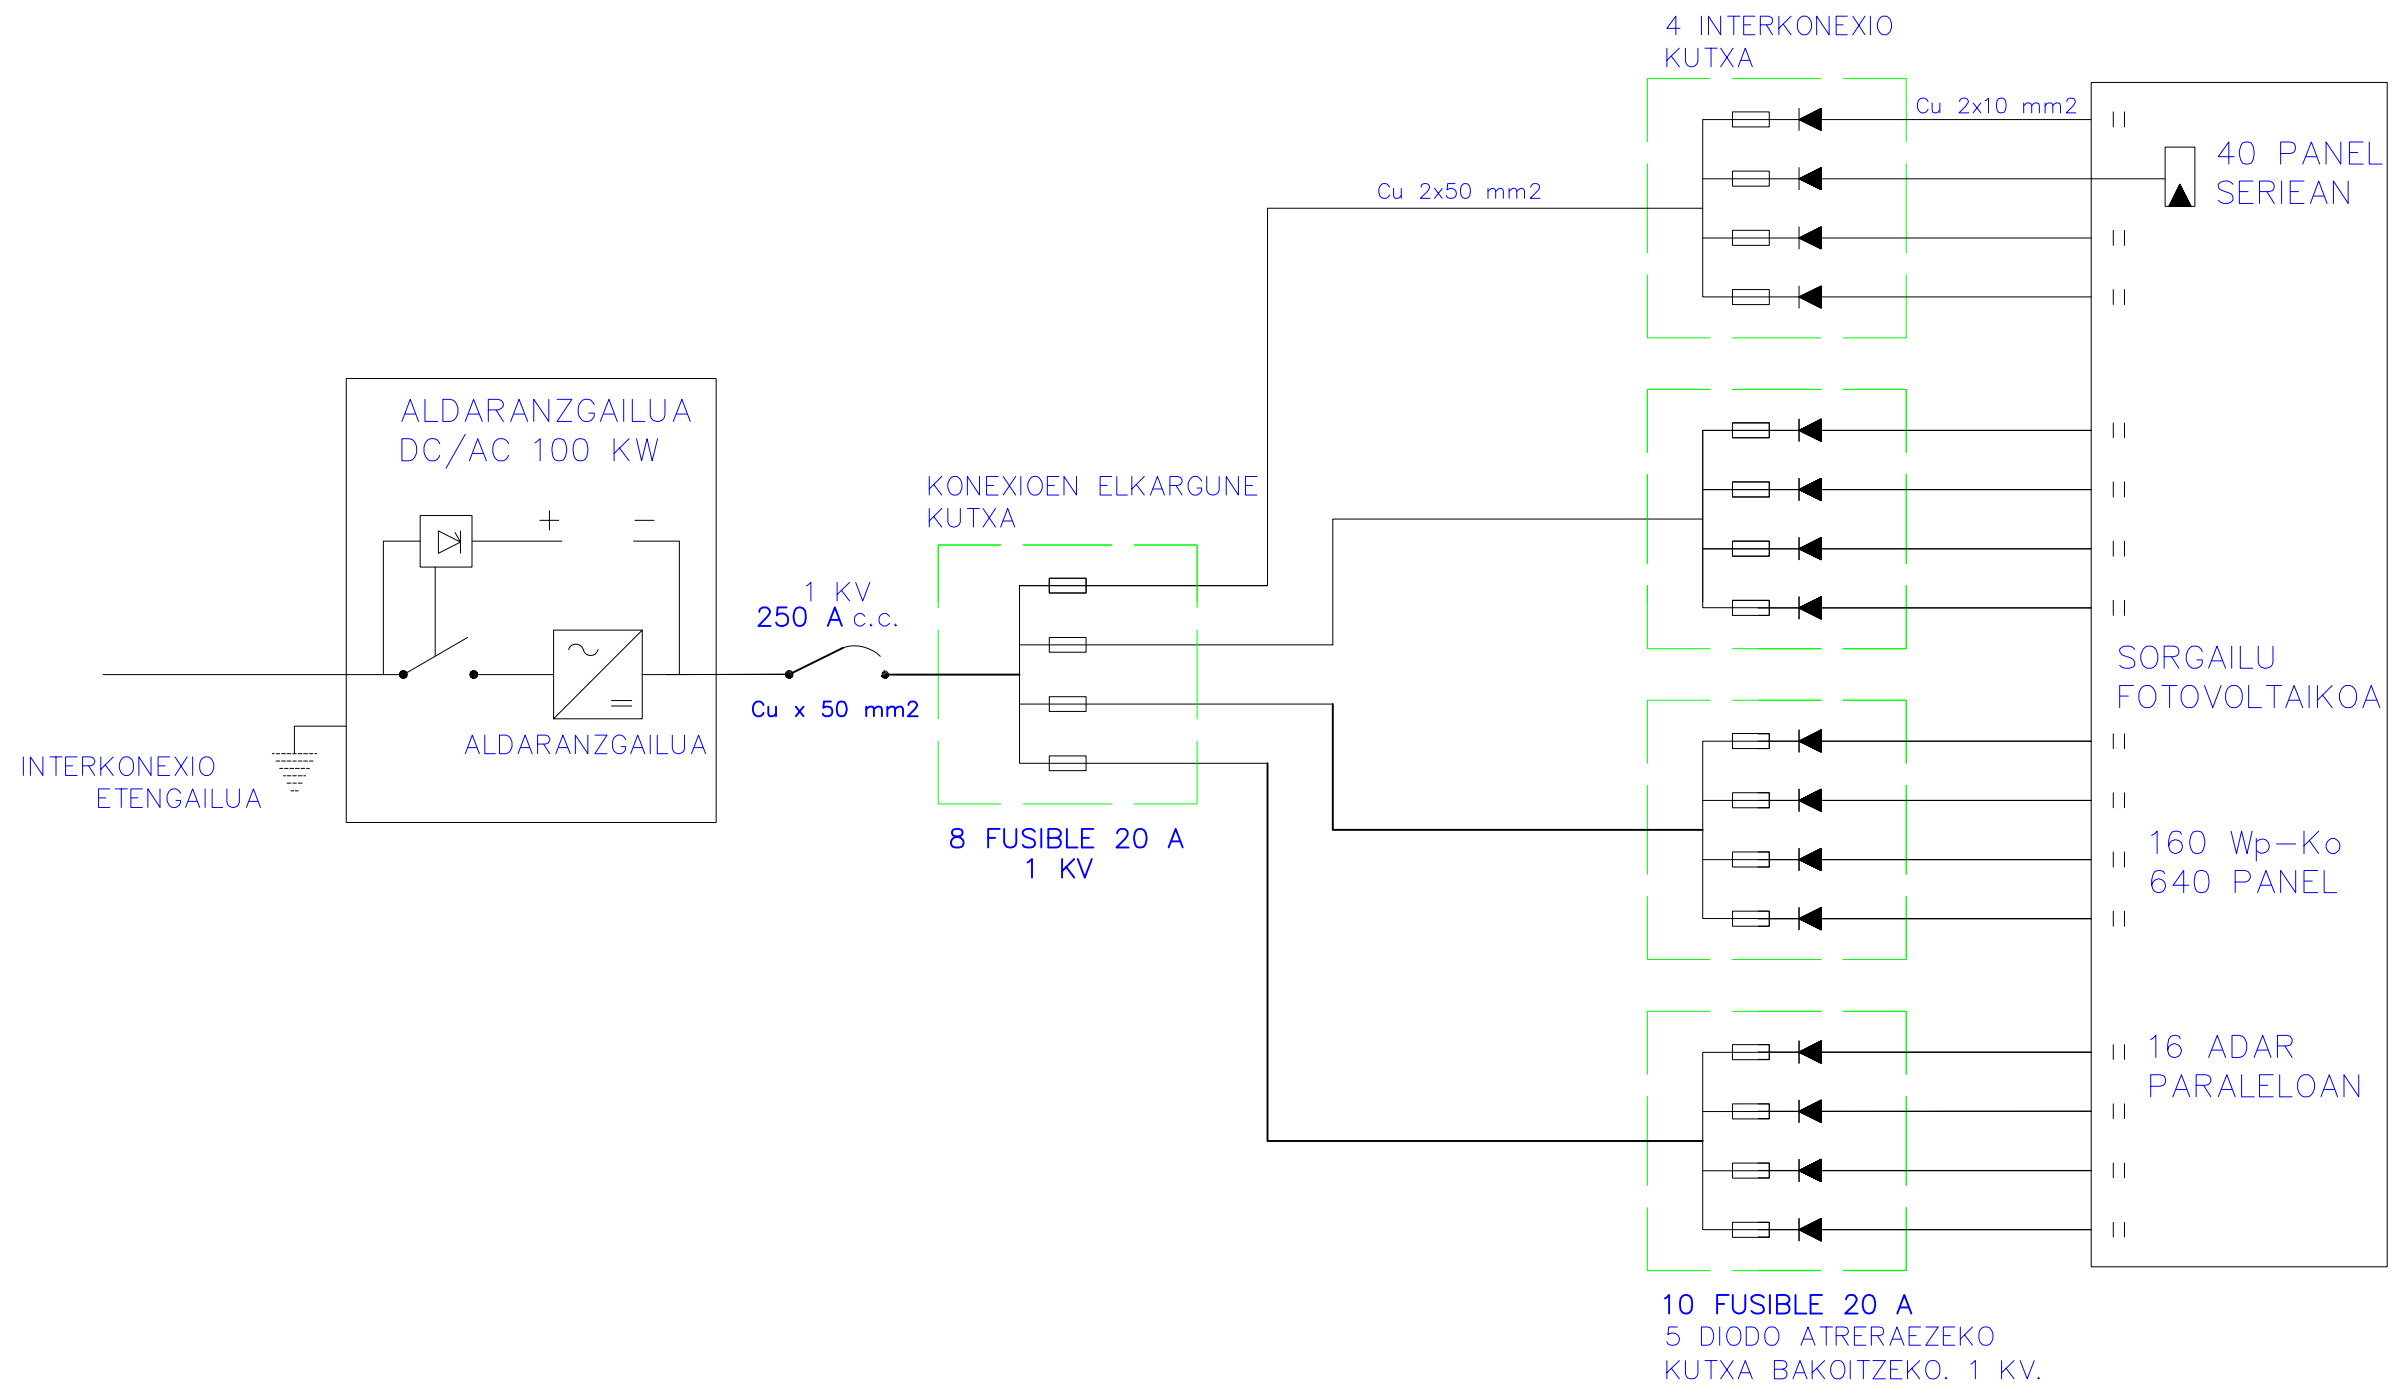 4 INTERKONEXIO
KUTXA
Cu 2x10 mm2
40 PANEL
SERIEAN
Cu 2x50 mm2
ALDARANZGAILUA
DC/AC 100 KW
+ −
KONEXIOEN ELKARGUNE
KUTXA
1 KV
250 A c.c.
Cu x 50 mm2
ALDARANZGAILUA
INTERKONEXIO
ETENGAILUA
8 FUSIBLE 20 A
1 KV
SORGAILU
FOTOVOLTAIKOA
160 Wp-Ko
640 PANEL
16 ADAR
PARALELOAN
10 FUSIBLE 20 A
5 DIODO ATRERAEZEKO
KUTXA BAKOITZEKO. 1 KV.